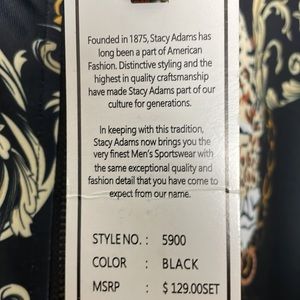 Founded in 1875, Stacy Adams has
long been a part of American
Fashion. Distinctive styling and the
highest in quality craftsmanship
have made Stacy Adams part of our
culture for generations.
In keeping with this tradition,
Stacy Adams now brings you the
very finest Men's Sportswear with
the same exceptional quality and
fashion detail that you have come to
expect from our name.
STYLE NO. : 5900
COLOR : BLACK
MSRP : $ 129.00SET